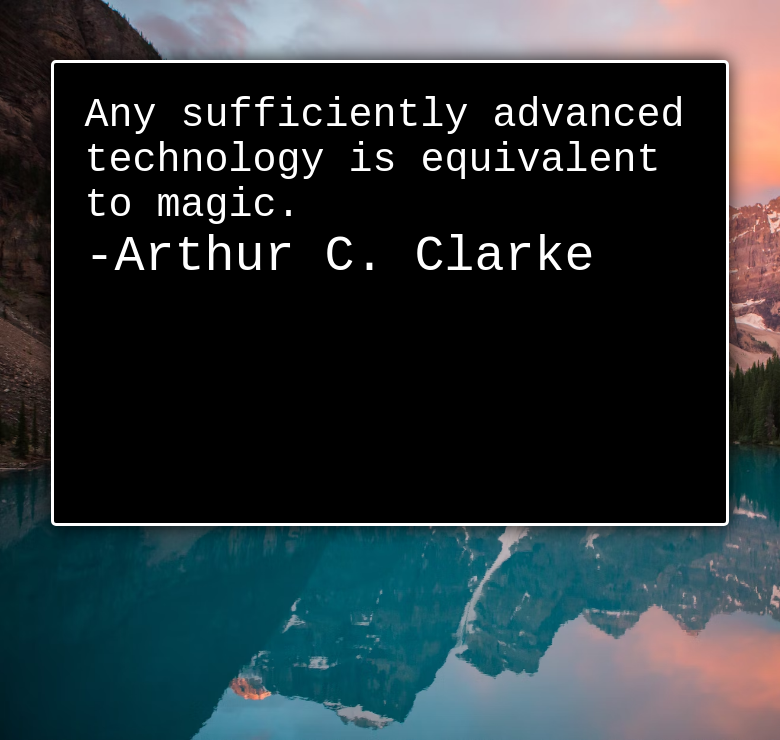 Any sufficiently advanced
technology is equivalent
to magic.
-Arthur C. Clarke